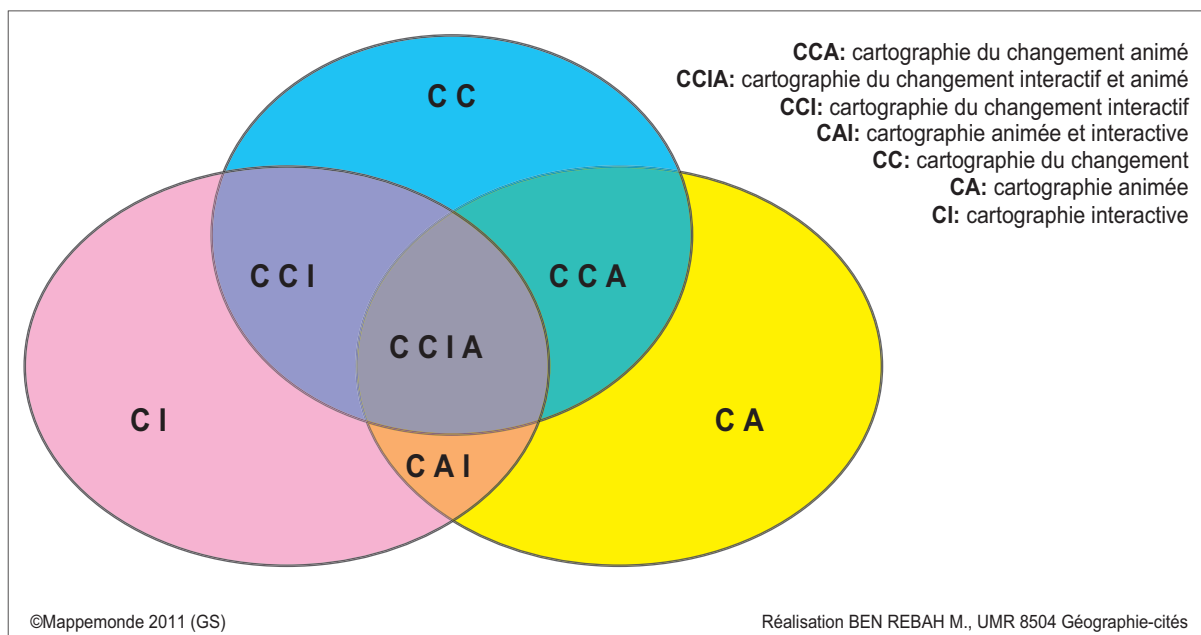 C C
CCA: cartographie du changement animé
CCIA: cartographie du changement interactif et animé
CCI: cartographie du changement interactif
CAI: cartographie animée et interactive
CC: cartographie du changement
CA: cartographie animée
CI: cartographie interactive
C C I
C C A
C C I A
C I
C A
C A I
©Mappemonde 2011 (GS)
Réalisation BEN REBAH M., UMR 8504 Géographie-cités